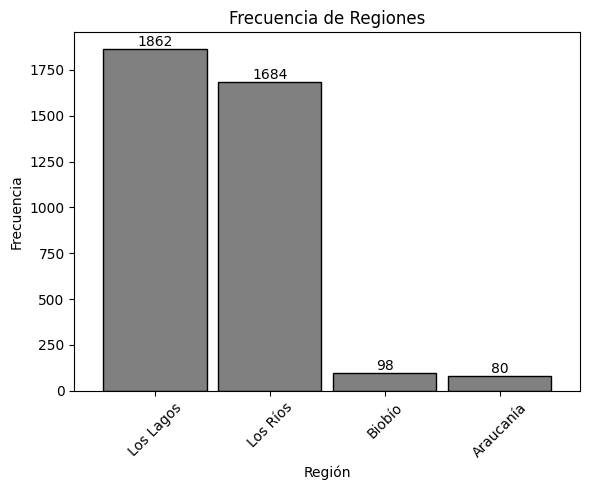 Frecuencia de Regiones
Frecuencia
1750
1500
1250
1000
750
500
250
0
1862
1684
98
80
Los Lagos
Los Ríos
Biobío
Araucanía
Región